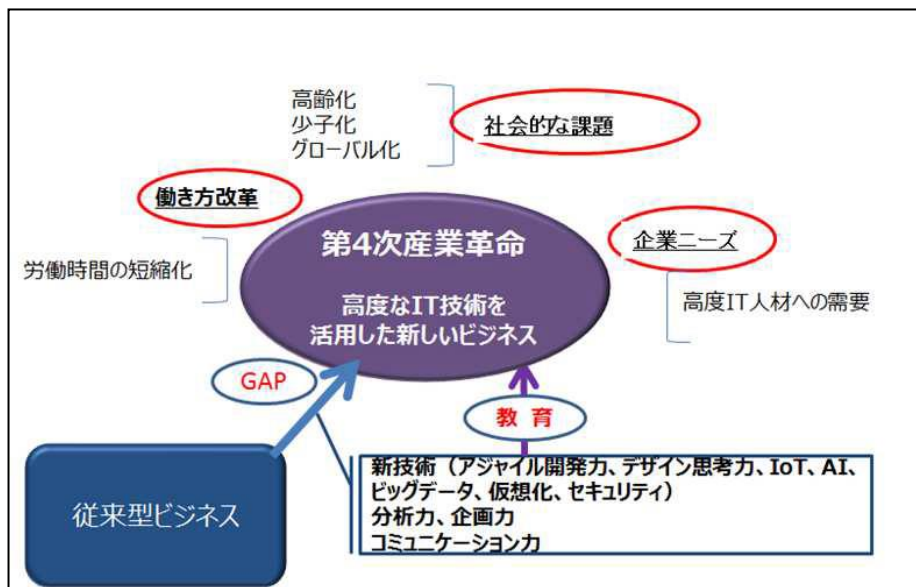 高齢化
少子化
グローバル化
社会的な課題
働き方改革
労働時間の短縮化
第4次産業革命
高度なIT技術を
活用した新しいビジネス
企業ニーズ
高度IT人材への需要
GAP
教 育
従来型ビジネス
新技術（アジャイル開発力、デザイン思考力、IoT、AI、
ビッグデータ、仮想化、セキュリティ）
分析力、企画力
コミュニケーション力